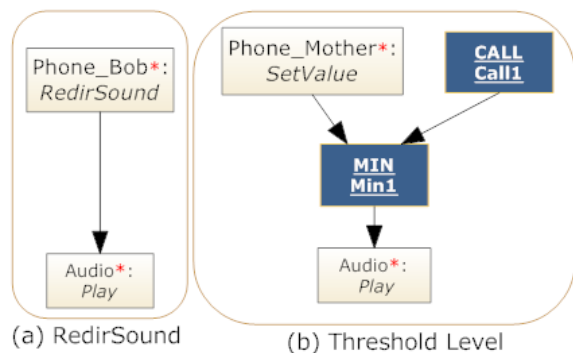 Phone_Bob*:
RedirSound
Audio*:
Play
(a) RedirSound
Phone_Mother*:
SetValue
CALL
Call1
MIN
Min1
Audio*:
Play
(b) Threshold Level